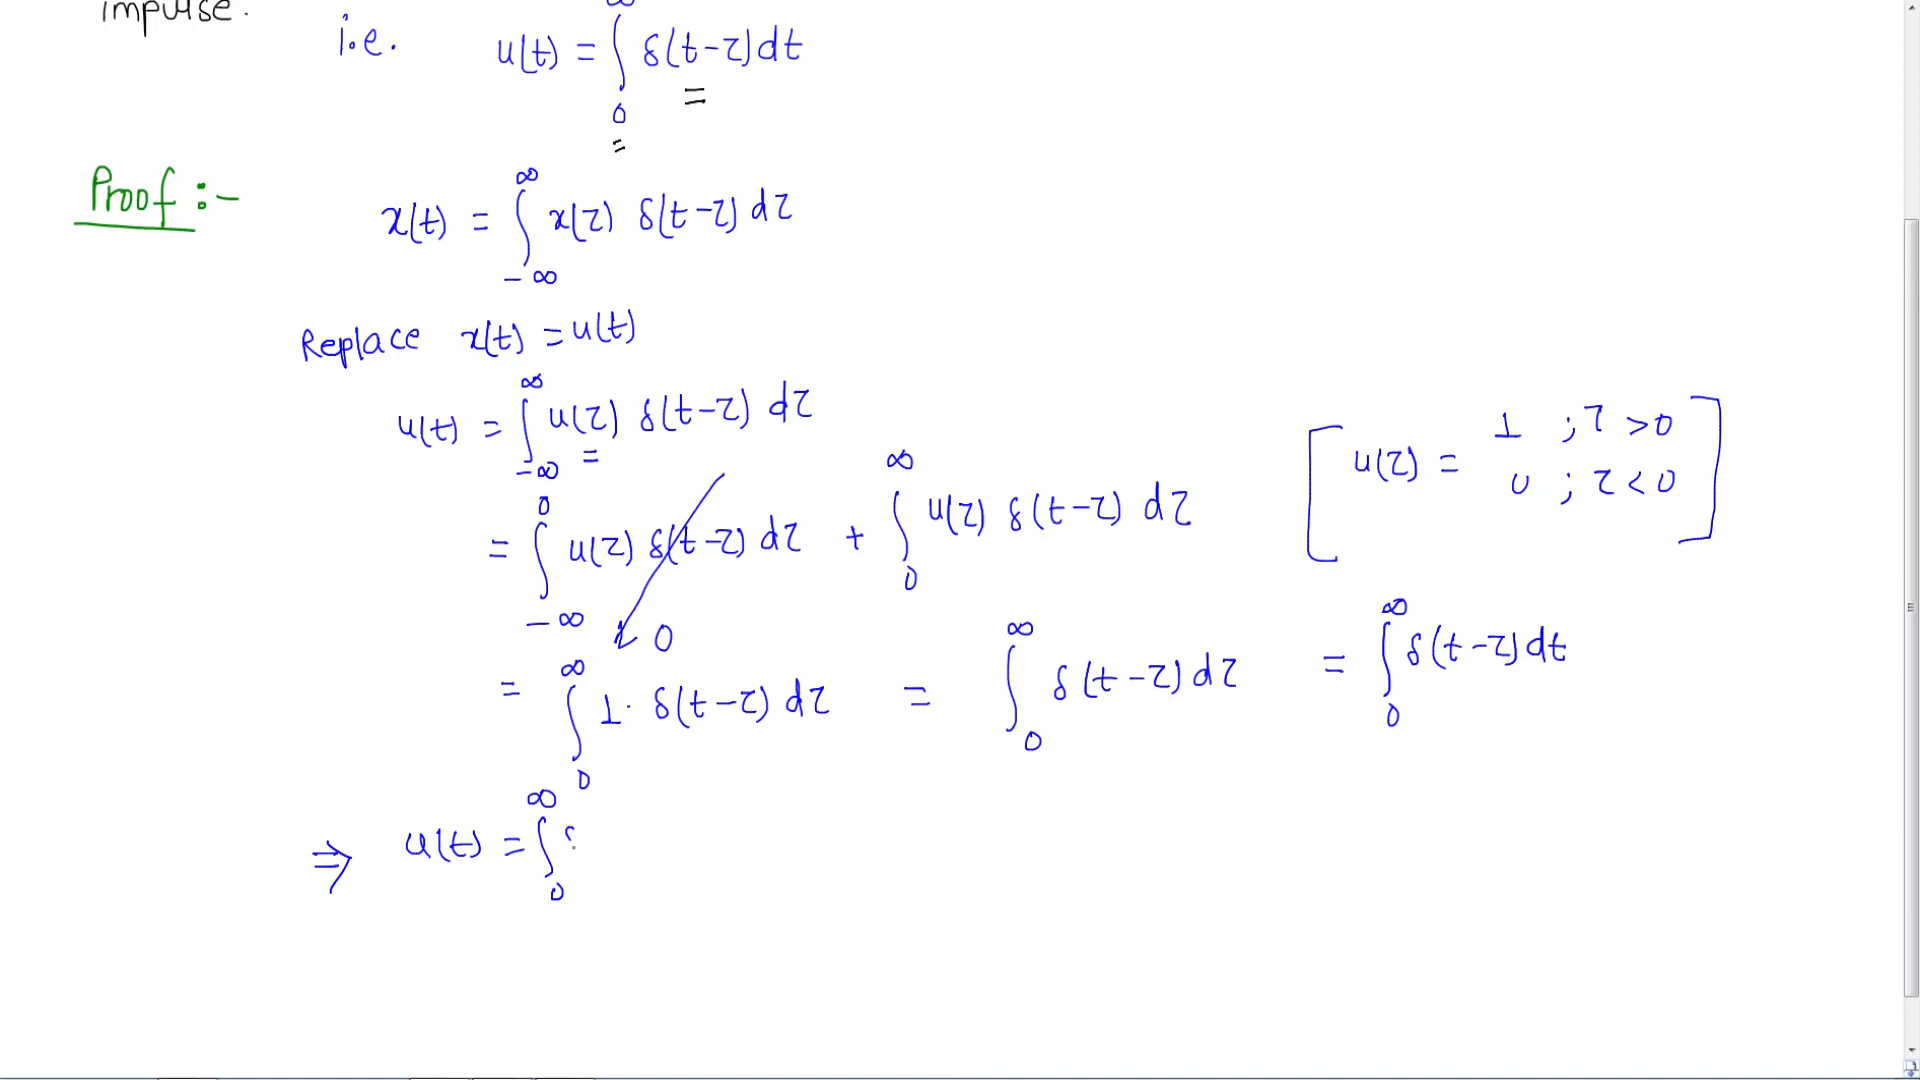 impulse.
i.e. u(t) = ∫₀^∞ δ(t-τ)dt
Proof :-
x(t) = ∫_{-∞}^{∞} x(τ) δ(t-τ) dτ
Replace x(t) = u(t)
u(t) = ∫_{-∞}^{∞} u(τ) δ(t-τ) dτ
= ∫_{-∞}^{0} u(τ) δ(t-τ) dτ + ∫₀^∞ u(τ) δ(t-τ) dτ
[ u(τ) = 1 ; τ > 0
0 ; τ < 0 ]
0
= ∫₀^∞ 1. δ(t-τ) dτ = ∫₀^∞ δ(t-τ) dτ = ∫₀^∞ δ(t-τ)dt
⇒ u(t) = ∫₀^∞